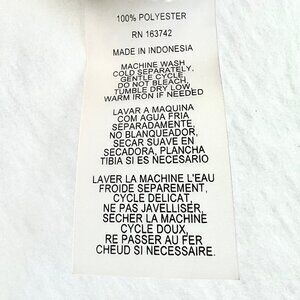 100% POLYESTER
RN 163742
MADE IN INDONESIA
MACHINE WASH
COLD SEPARATELY,
GENTLE CYCLE,
DO NOT BLEACH,
TUMBLE DRY LOW
WARM IRON IF NEEDED
LAVAR A MAQUINA
COM AGUA FRIA
SEPARADAMENTE,
NO BLANQUEADOR,
SECAR SUAVE EN
SECADORA, PLANCHA
TIBIA SI ES NECESARIO
LAVER LA MACHINE L'EAU
FROIDE SEPAREMENT,
CYCLE DELICAT,
NE PAS JAVELLISER,
SECHER LA MACHINE
CYCLE DOUX,
RE PASSER AU FER
CHEUD SI NECESSAIRE.